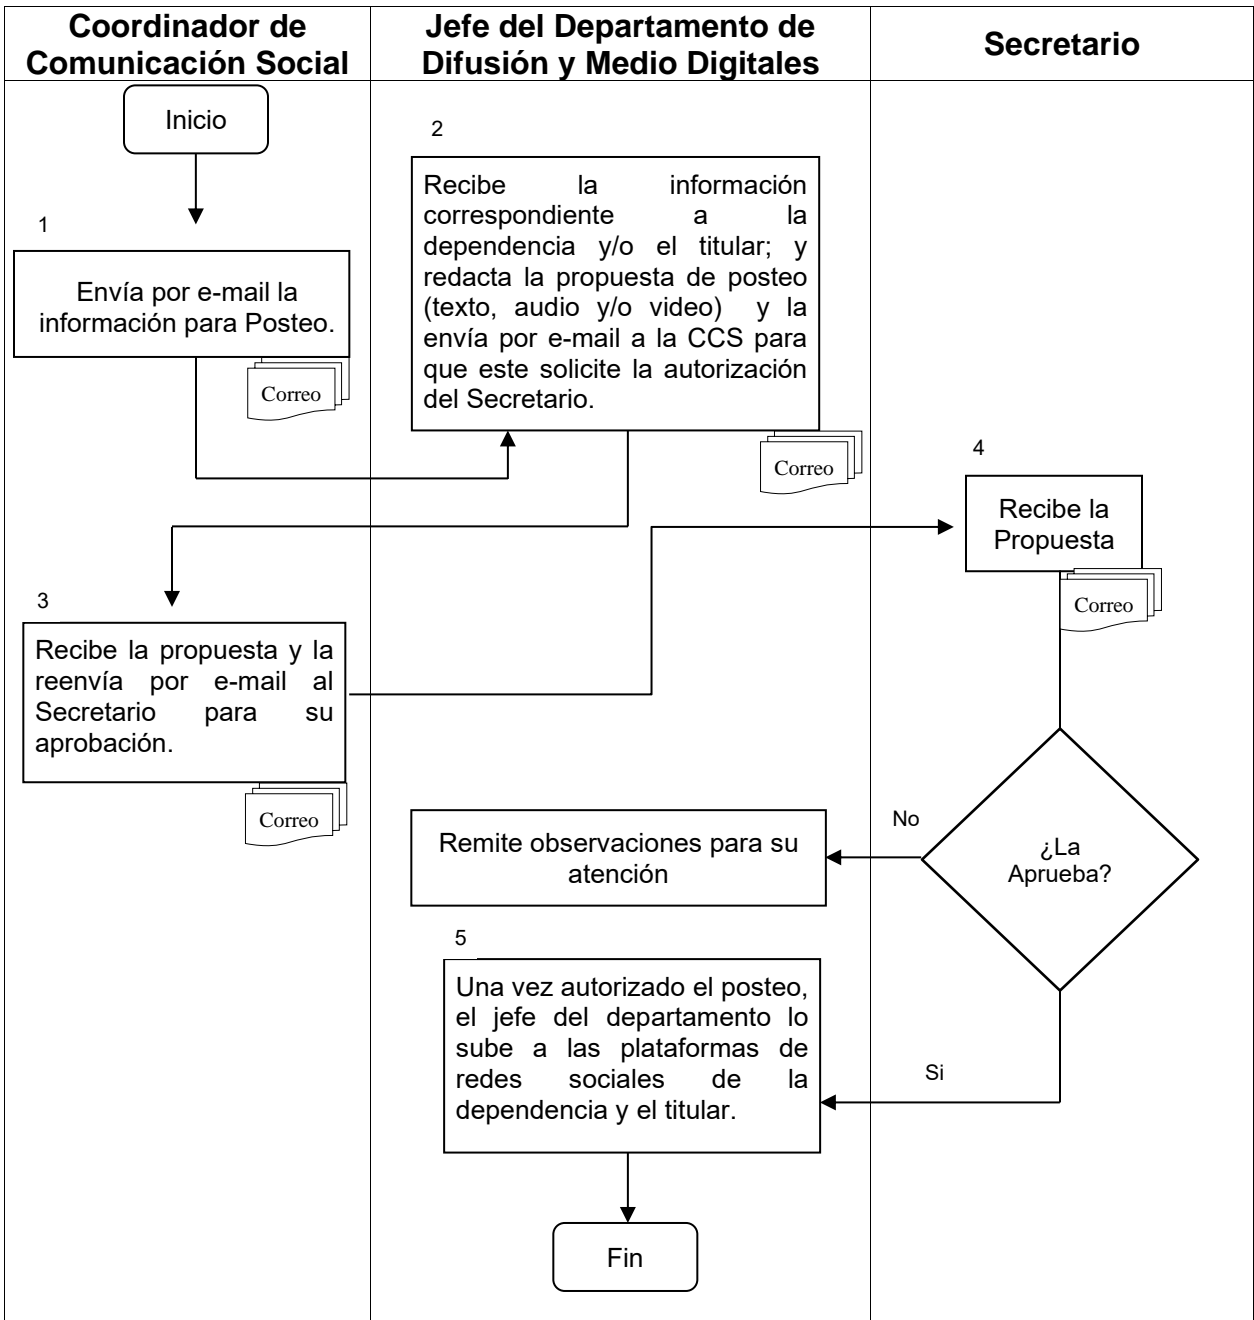 Coordinador de
Comunicación Social
Jefe del Departamento de
Difusión y Medio Digitales
Secretario
Inicio
1
Envía por e-mail la
información para Posteo.
Correo
2
Recibe la información
correspondiente a la
dependencia y/o el titular; y
redacta la propuesta de posteo
(texto, audio y/o video) y la
envía por e-mail a la CCS para
que este solicite la autorización
del Secretario.
Correo
3
Recibe la propuesta y la
reenvía por e-mail al
Secretario para su
aprobación.
Correo
4
Recibe la
Propuesta
Correo
¿La
Aprueba?
No
Remite observaciones para su
atención
Si
5
Una vez autorizado el posteo,
el jefe del departamento lo
sube a las plataformas de
redes sociales de la
dependencia y el titular.
Fin